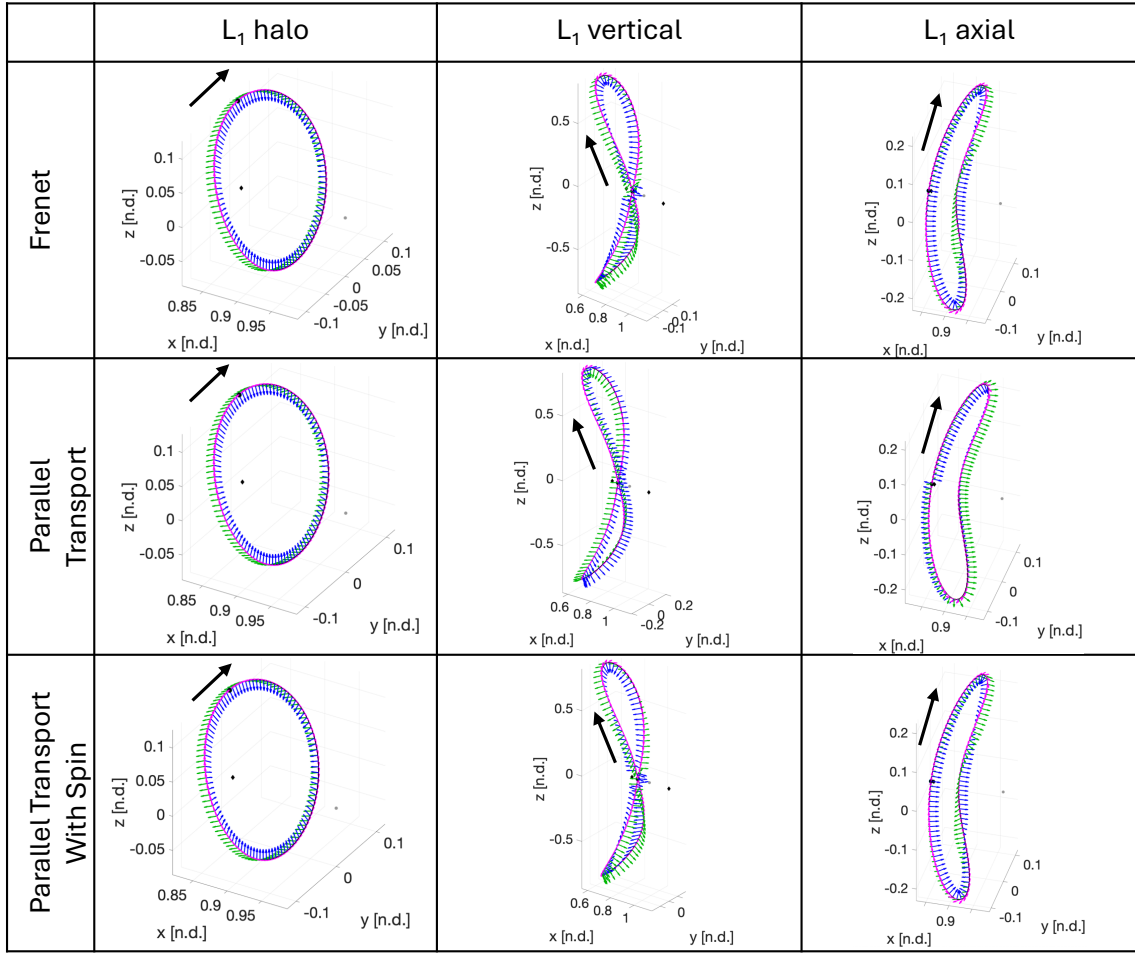 L₁ halo
L₁ vertical
L₁ axial
Frenet
0.1
0.05
0
-0.05
z [n.d.]
0.85
0.9
0.95
x [n.d.]
0.1
0.05
0
-0.05
-0.1
y [n.d.]
0.5
0
-0.5
z [n.d.]
0.6
0.8
1
x [n.d.]
0.1
0
-0.1
y [n.d.]
0.2
0.1
0
-0.1
-0.2
z [n.d.]
0.9
x [n.d.]
0.1
0
-0.1
y [n.d.]
Parallel
Transport
0.1
0.05
0
-0.05
z [n.d.]
0.85
0.9
0.95
x [n.d.]
0.1
0
-0.1
y [n.d.]
0.5
0
-0.5
z [n.d.]
0.6
0.8
1
x [n.d.]
0.2
0
-0.2
y [n.d.]
0.2
0.1
0
-0.1
-0.2
z [n.d.]
0.9
x [n.d.]
0.1
0
-0.1
y [n.d.]
Parallel Transport
With Spin
0.1
0.05
0
-0.05
z [n.d.]
0.85
0.9
0.95
x [n.d.]
0.1
0
-0.1
y [n.d.]
0.5
0
-0.5
z [n.d.]
0.6
0.8
1
x [n.d.]
0
y [n.d.]
0.2
0.1
0
-0.1
-0.2
z [n.d.]
0.9
x [n.d.]
0.1
0
-0.1
y [n.d.]